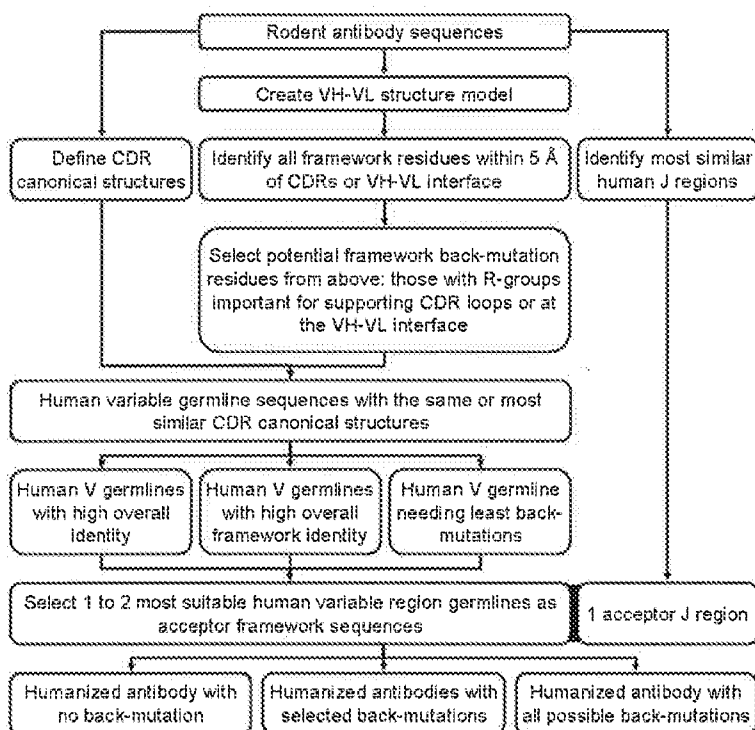 Rodent antibody sequences
Create VH-VL structure model
Define CDR
canonical structures
Identify all framework residues within 5 Å
of CDRs or VH-VL interface
Identify most similar
human J regions
Select potential framework back-mutation
residues from above: those with R-groups
important for supporting CDR loops or at
the VH-VL interface
Human variable germline sequences with the same or most
similar CDR canonical structures
Human V germlines
with high overall
identity
Human V germlines
with high overall
framework identity
Human V germline
needing least back-
mutations
Select 1 to 2 most suitable human variable region germlines as
acceptor framework sequences
1 acceptor J region
Humanized antibody with
no back-mutation
Humanized antibodies with
selected back-mutations
Humanized antibody with
all possible back-mutations